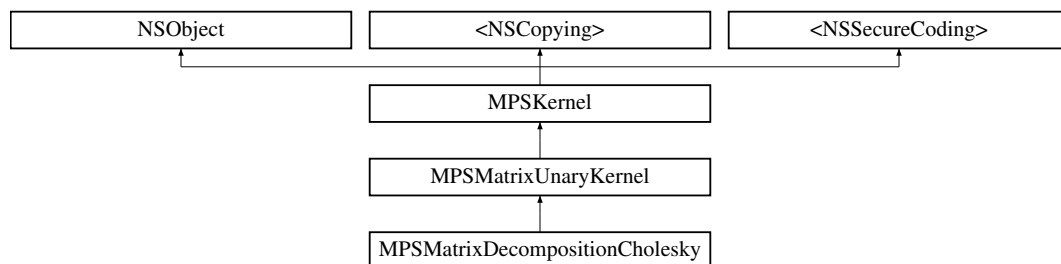 NSObject
<NSCopying>
<NSSecureCoding>
MPSKernel
MPSMatrixUnaryKernel
MPSMatrixDecompositionCholesky